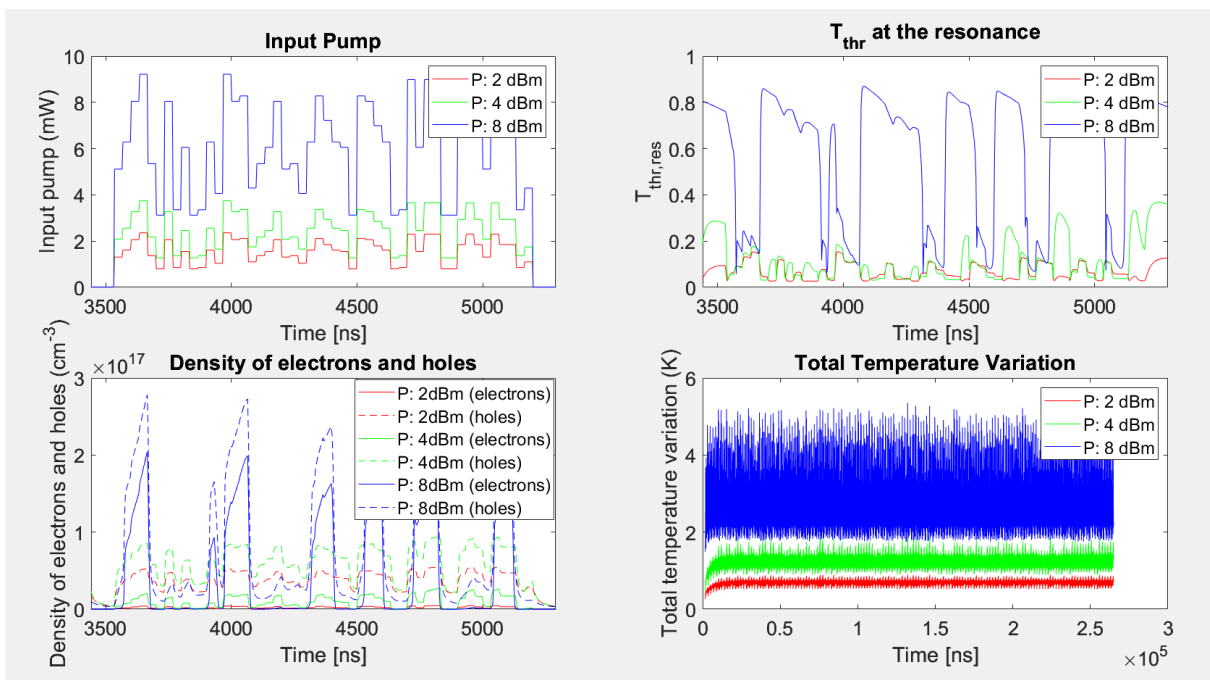 Input Pump
10
8
6
4
2
0
Input pump (mW)
3500 4000 4500 5000
Time [ns]
P: 2 dBm
P: 4 dBm
P: 8 dBm
T_thr at the resonance
1
0.8
0.6
0.4
0.2
0
T_thr,res
3500 4000 4500 5000
Time [ns]
P: 2 dBm
P: 4 dBm
P: 8 dBm
Density of electrons and holes
×10^17
3
2
1
0
Density of electrons and holes (cm^-3)
3500 4000 4500 5000
Time [ns]
P: 2dBm (electrons)
P: 2dBm (holes)
P: 4dBm (electrons)
P: 4dBm (holes)
P: 8dBm (electrons)
P: 8dBm (holes)
Total Temperature Variation
6
4
2
0
Total temperature variation (K)
0 0.5 1 1.5 2 2.5 3
×10^5
Time [ns]
P: 2 dBm
P: 4 dBm
P: 8 dBm